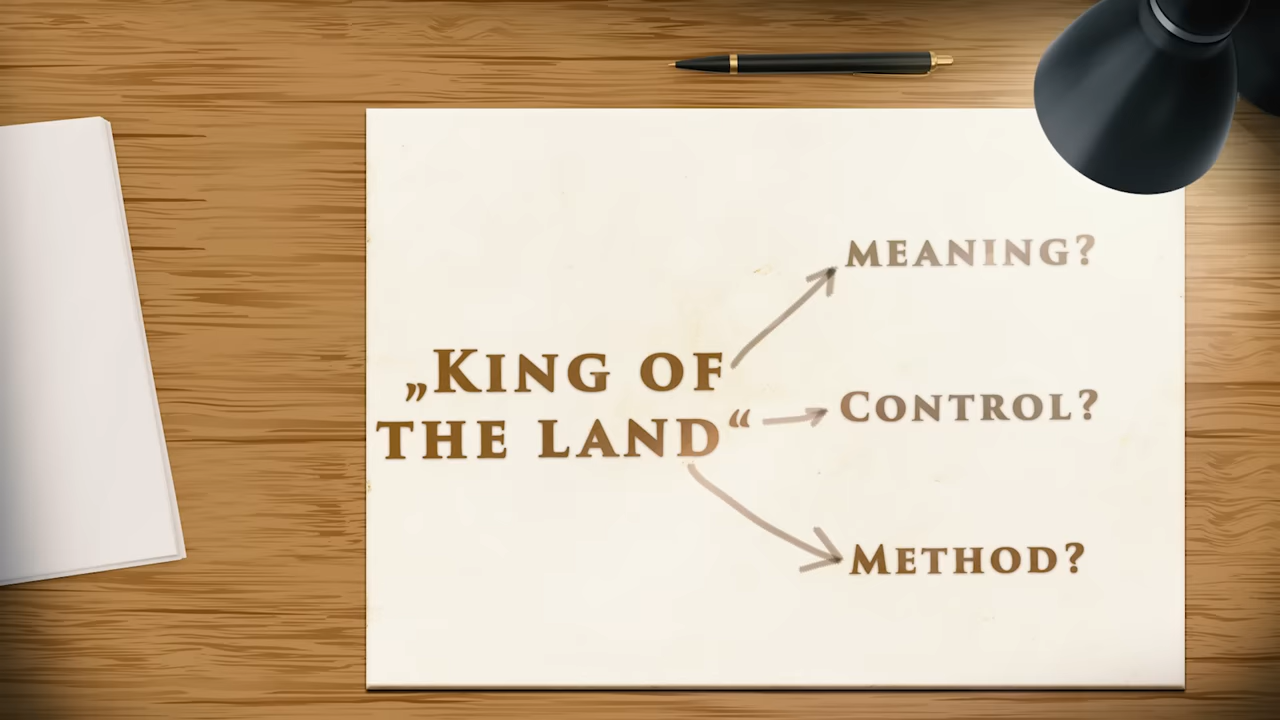 „King of
the land“
meaning?
Control?
Method?